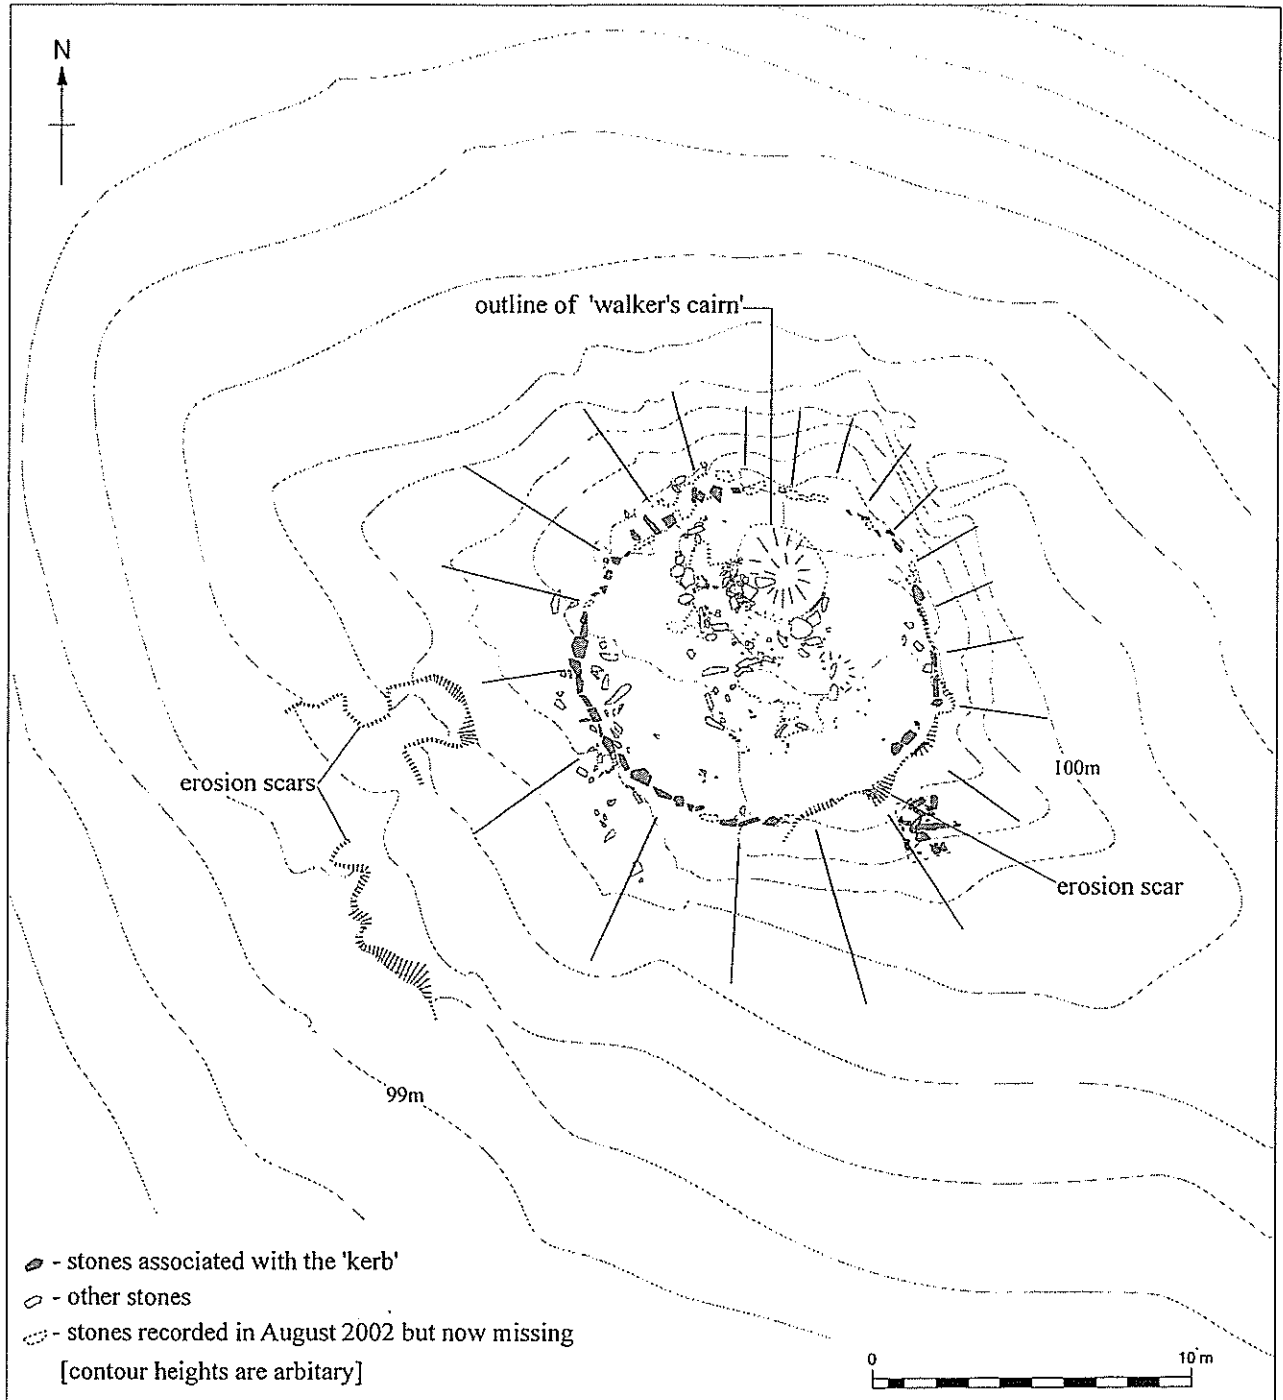 N
outline of 'walker's cairn'
100m
erosion scars
erosion scar
99m
- stones associated with the 'kerb'
- other stones
- stones recorded in August 2002 but now missing
[contour heights are arbitary]
0 10 m